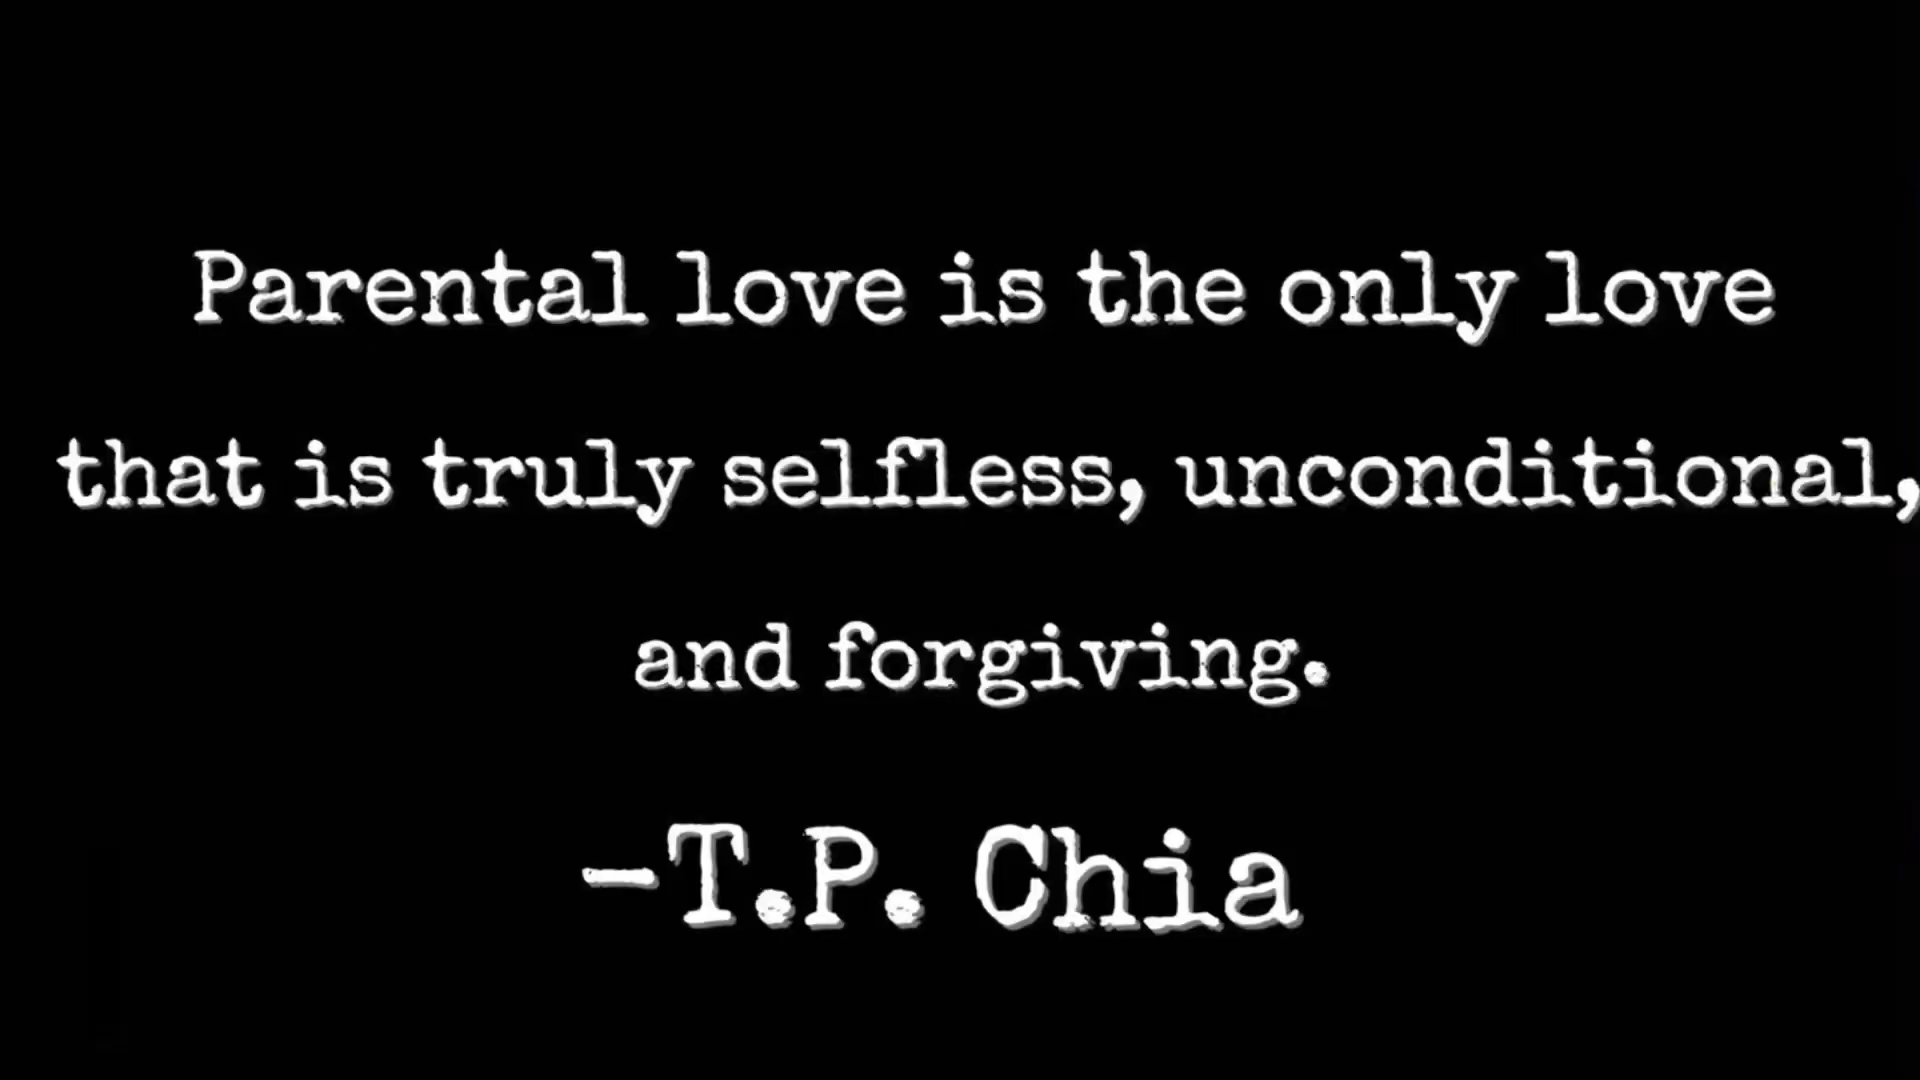 Parental love is the only love
that is truly selfless, unconditional,
and forgiving.
-T.P. Chia